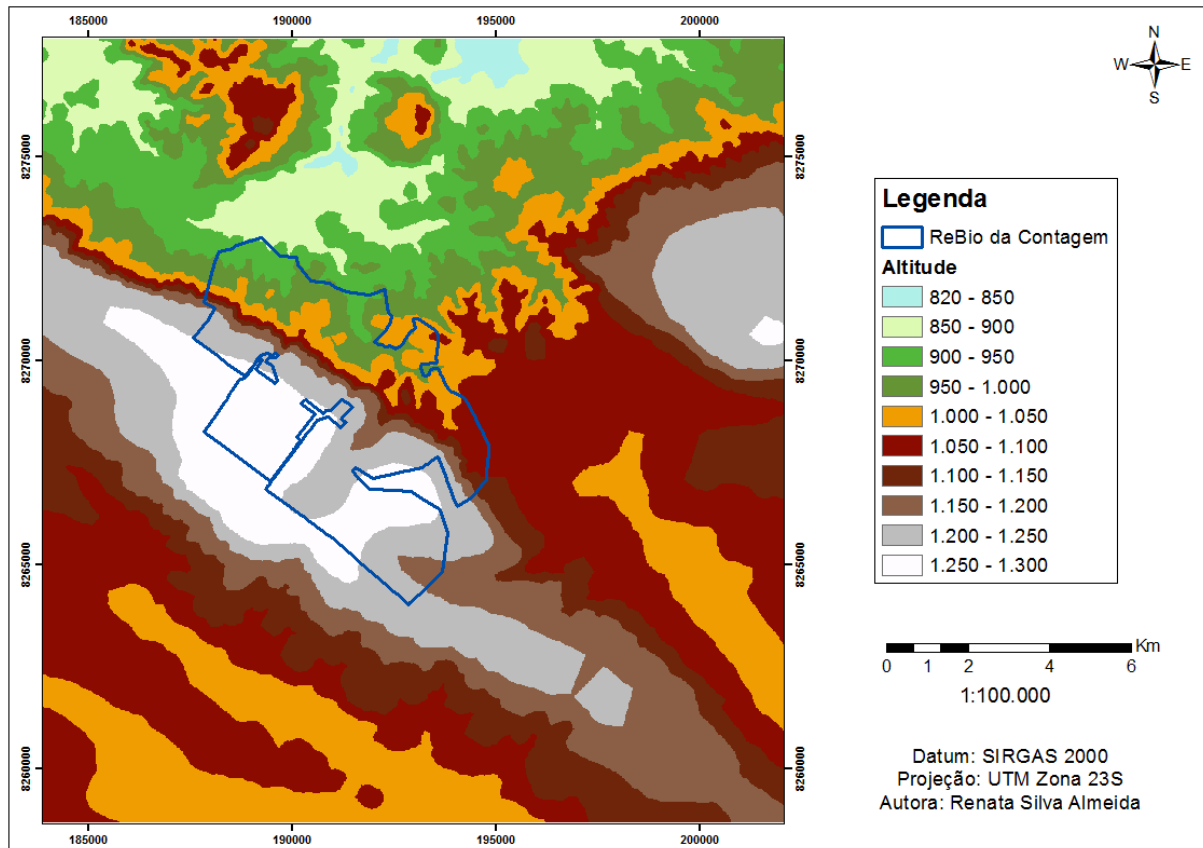 185000 190000 195000 200000
N
W E
S
8275000 8275000
8270000 8270000
8265000 8265000
8260000 8260000
185000 190000 195000 200000
Legenda
ReBio da Contagem
Altitude
820 - 850
850 - 900
900 - 950
950 - 1.000
1.000 - 1.050
1.050 - 1.100
1.100 - 1.150
1.150 - 1.200
1.200 - 1.250
1.250 - 1.300
Km
0 1 2 4 6
1:100.000
Datum: SIRGAS 2000
Projeção: UTM Zona 23S
Autora: Renata Silva Almeida